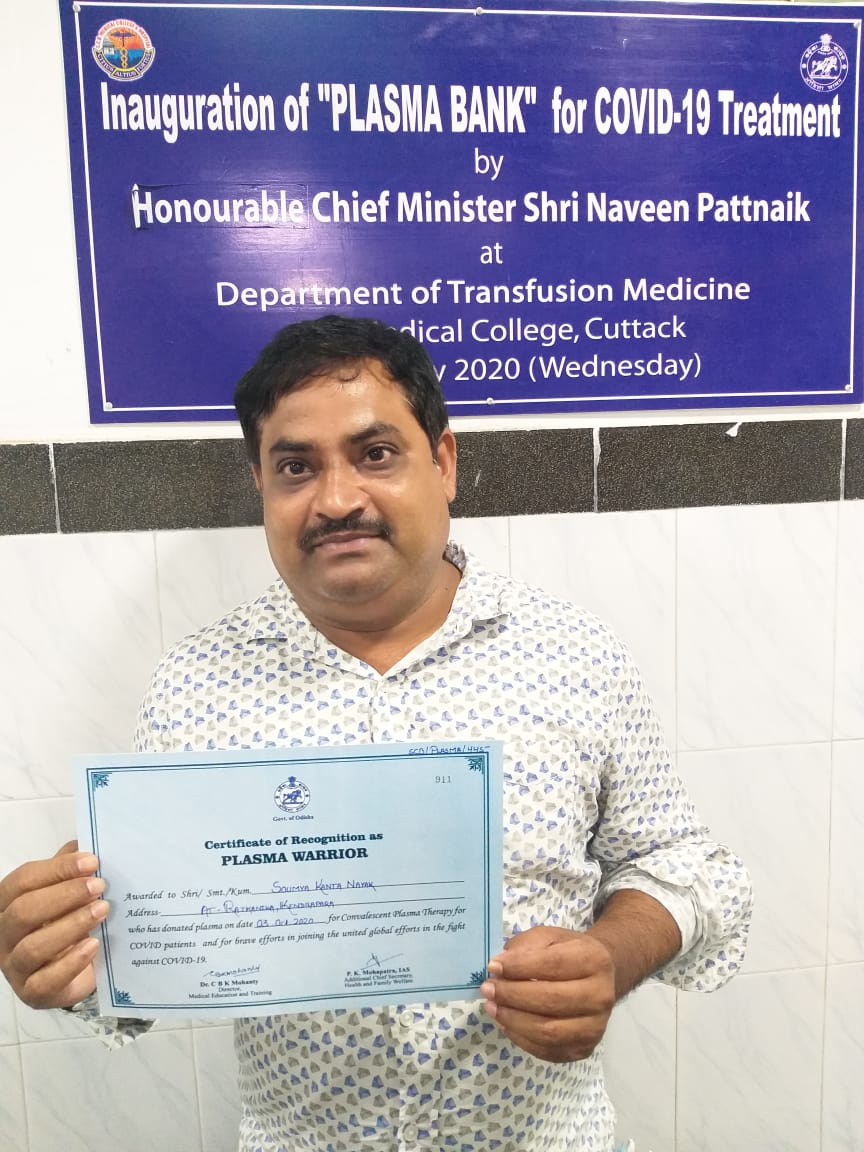 Inauguration of "PLASMA BANK" for COVID-19 Treatment
by
Honourable Chief Minister Shri Naveen Pattnaik
at
Department of Transfusion Medicine
College, Cuttack
2020 (Wednesday)
SCB/PLASMA/445
911
Govt. of Odisha
Certificate of Recognition as
PLASMA WARRIOR
Awarded to Shri/ Smt./Kum. Soumya Kanta Nayak
Address- At- Rajkanika, Kendrapara
who has donated plasma on date 03 Oct 2020 for Convalescent Plasma Therapy for
COVID patients and for brave efforts in joining the united global efforts in the fight
against COVID-19.
Dr. C B K Mohanty
Director,
Medical Education and Training
P. K. Mohapatra, IAS
Additional Chief Secretary,
Health and Family Welfare